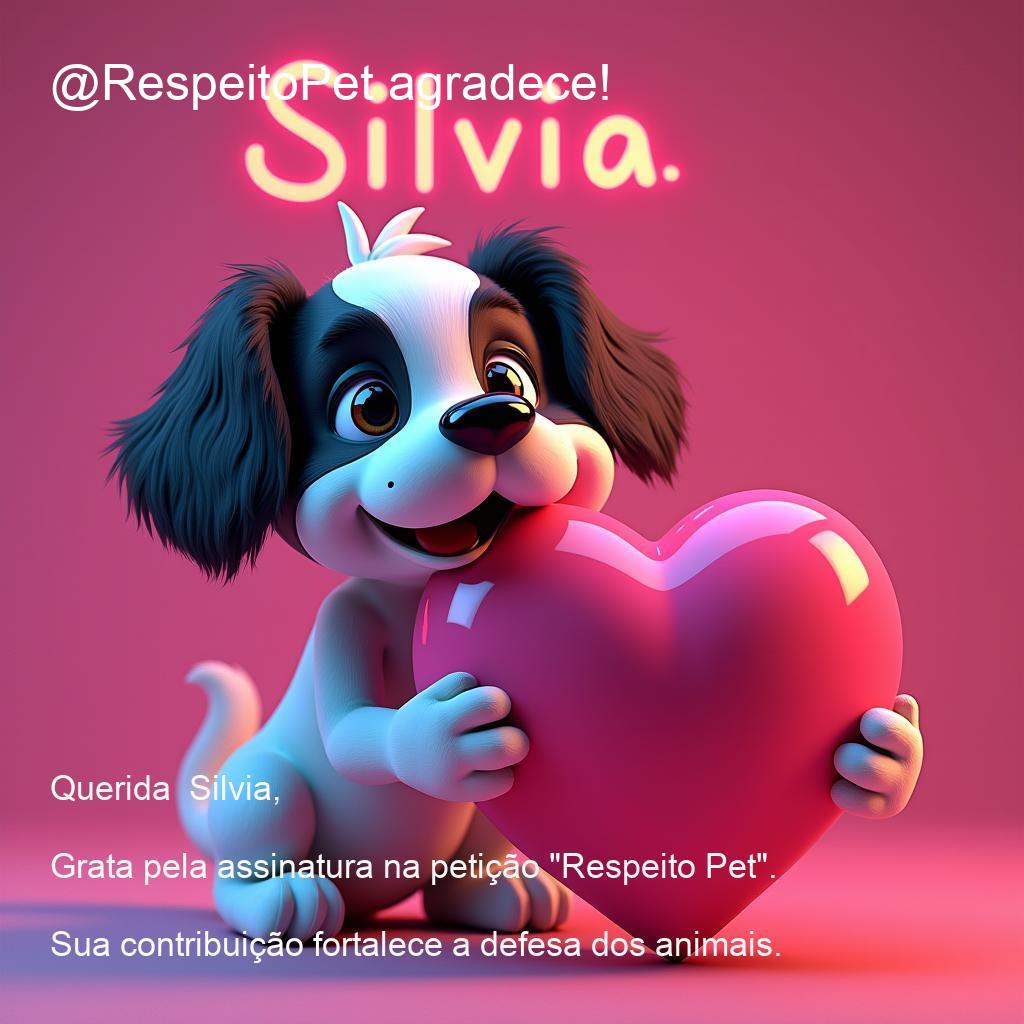 @RespeitoPet agradece!
Silvia.
Querida  Silvia,
Grata pela assinatura na petição "Respeito Pet".
Sua contribuição fortalece a defesa dos animais.